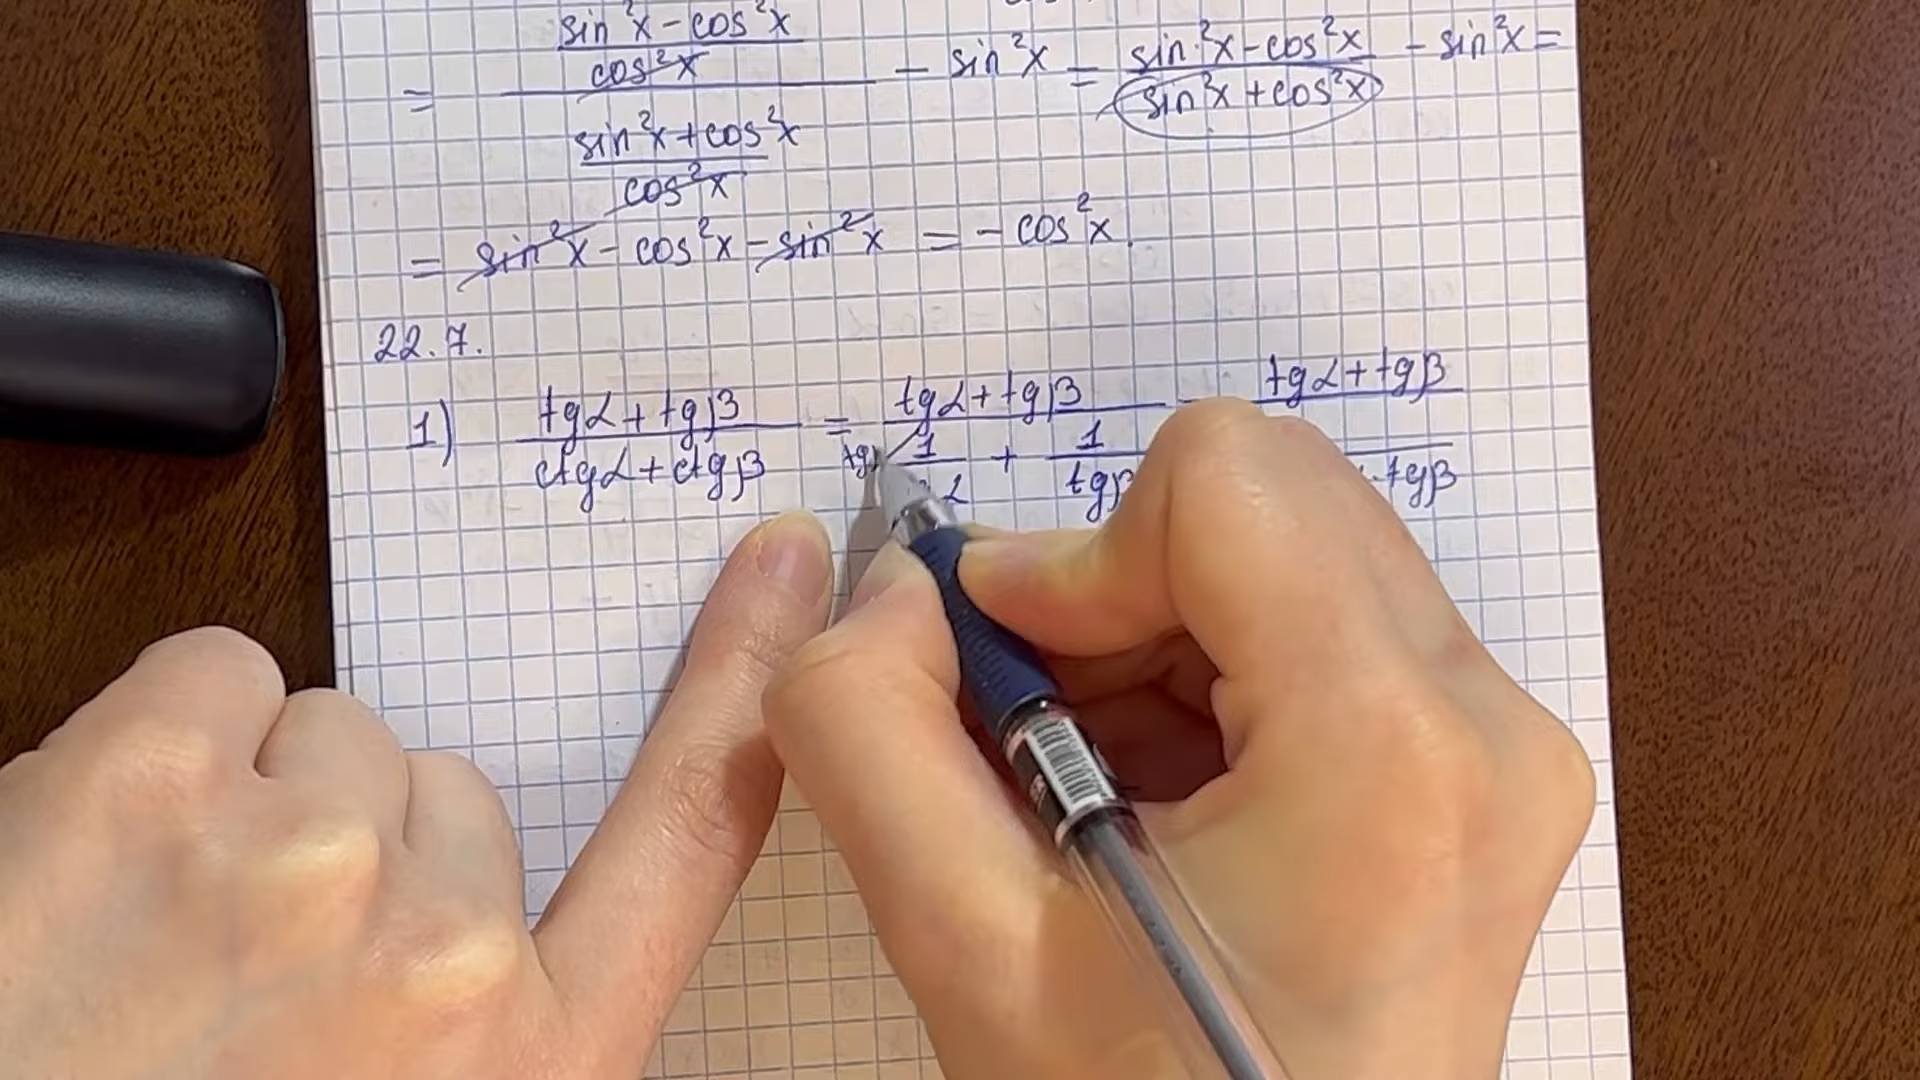 sin²x - cos²x / cos²x / sin²x + cos²x / cos²x - sin²x = sin²x - cos²x / sin²x + cos²x - sin²x =
= sin²x - cos²x - sin²x = - cos²x.
22.7.
1) tgα + tgβ / ctgα + ctgβ = tgα + tgβ / 1 + 1 / tgβ tgα + tgβ / · tgβ